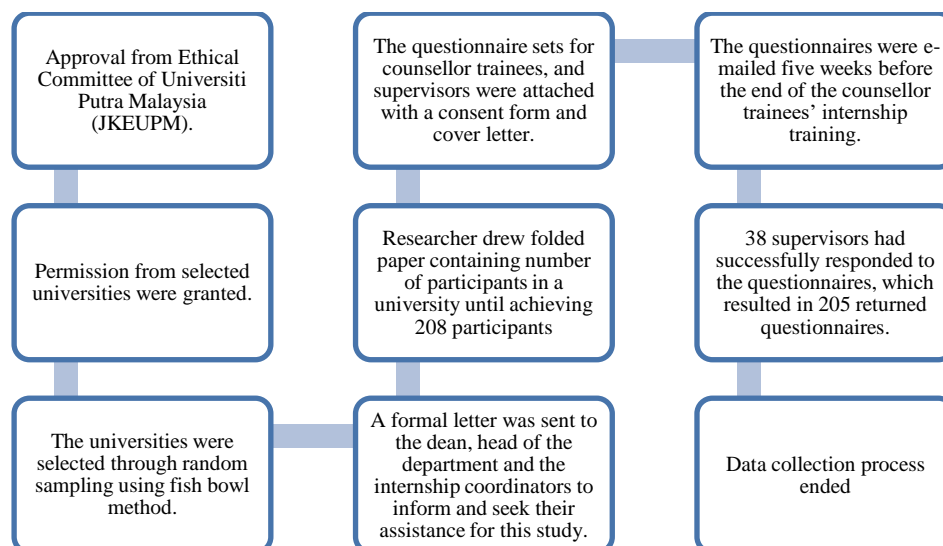 Approval from Ethical
Committee of Universiti
Putra Malaysia
(JKEUPM).
Permission from selected
universities were granted.
The universities were
selected through random
sampling using fish bowl
method.
A formal letter was sent to
the dean, head of the
department and the
internship coordinators to
inform and seek their
assistance for this study.
Researcher drew folded
paper containing number
of participants in a
university until achieving
208 participants
The questionnaire sets for
counsellor trainees, and
supervisors were attached
with a consent form and
cover letter.
The questionnaires were e-
mailed five weeks before
the end of the counsellor
trainees’ internship
training.
38 supervisors had
successfully responded to
the questionnaires, which
resulted in 205 returned
questionnaires.
Data collection process
ended